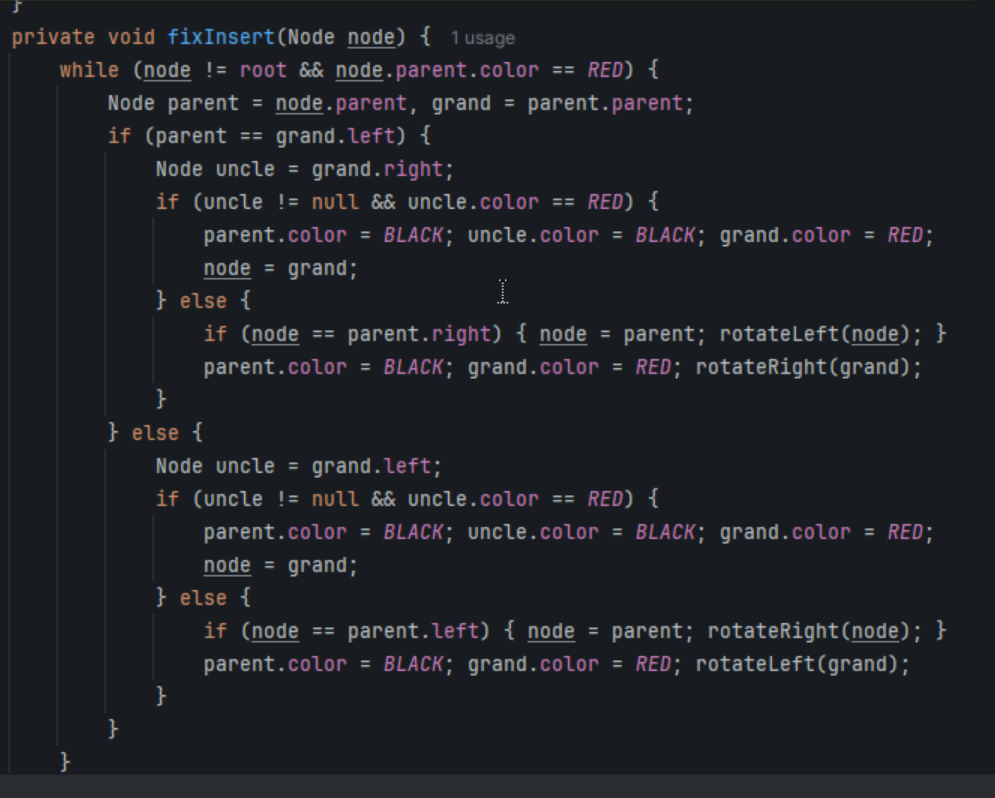 }
private void fixInsert(Node node) { 1 usage
    while (node != root && node.parent.color == RED) {
        Node parent = node.parent, grand = parent.parent;
        if (parent == grand.left) {
            Node uncle = grand.right;
            if (uncle != null && uncle.color == RED) {
                parent.color = BLACK; uncle.color = BLACK; grand.color = RED;
                node = grand;
            } else {
                if (node == parent.right) { node = parent; rotateLeft(node); }
                parent.color = BLACK; grand.color = RED; rotateRight(grand);
            }
        } else {
            Node uncle = grand.left;
            if (uncle != null && uncle.color == RED) {
                parent.color = BLACK; uncle.color = BLACK; grand.color = RED;
                node = grand;
            } else {
                if (node == parent.left) { node = parent; rotateRight(node); }
                parent.color = BLACK; grand.color = RED; rotateLeft(grand);
            }
        }
    }